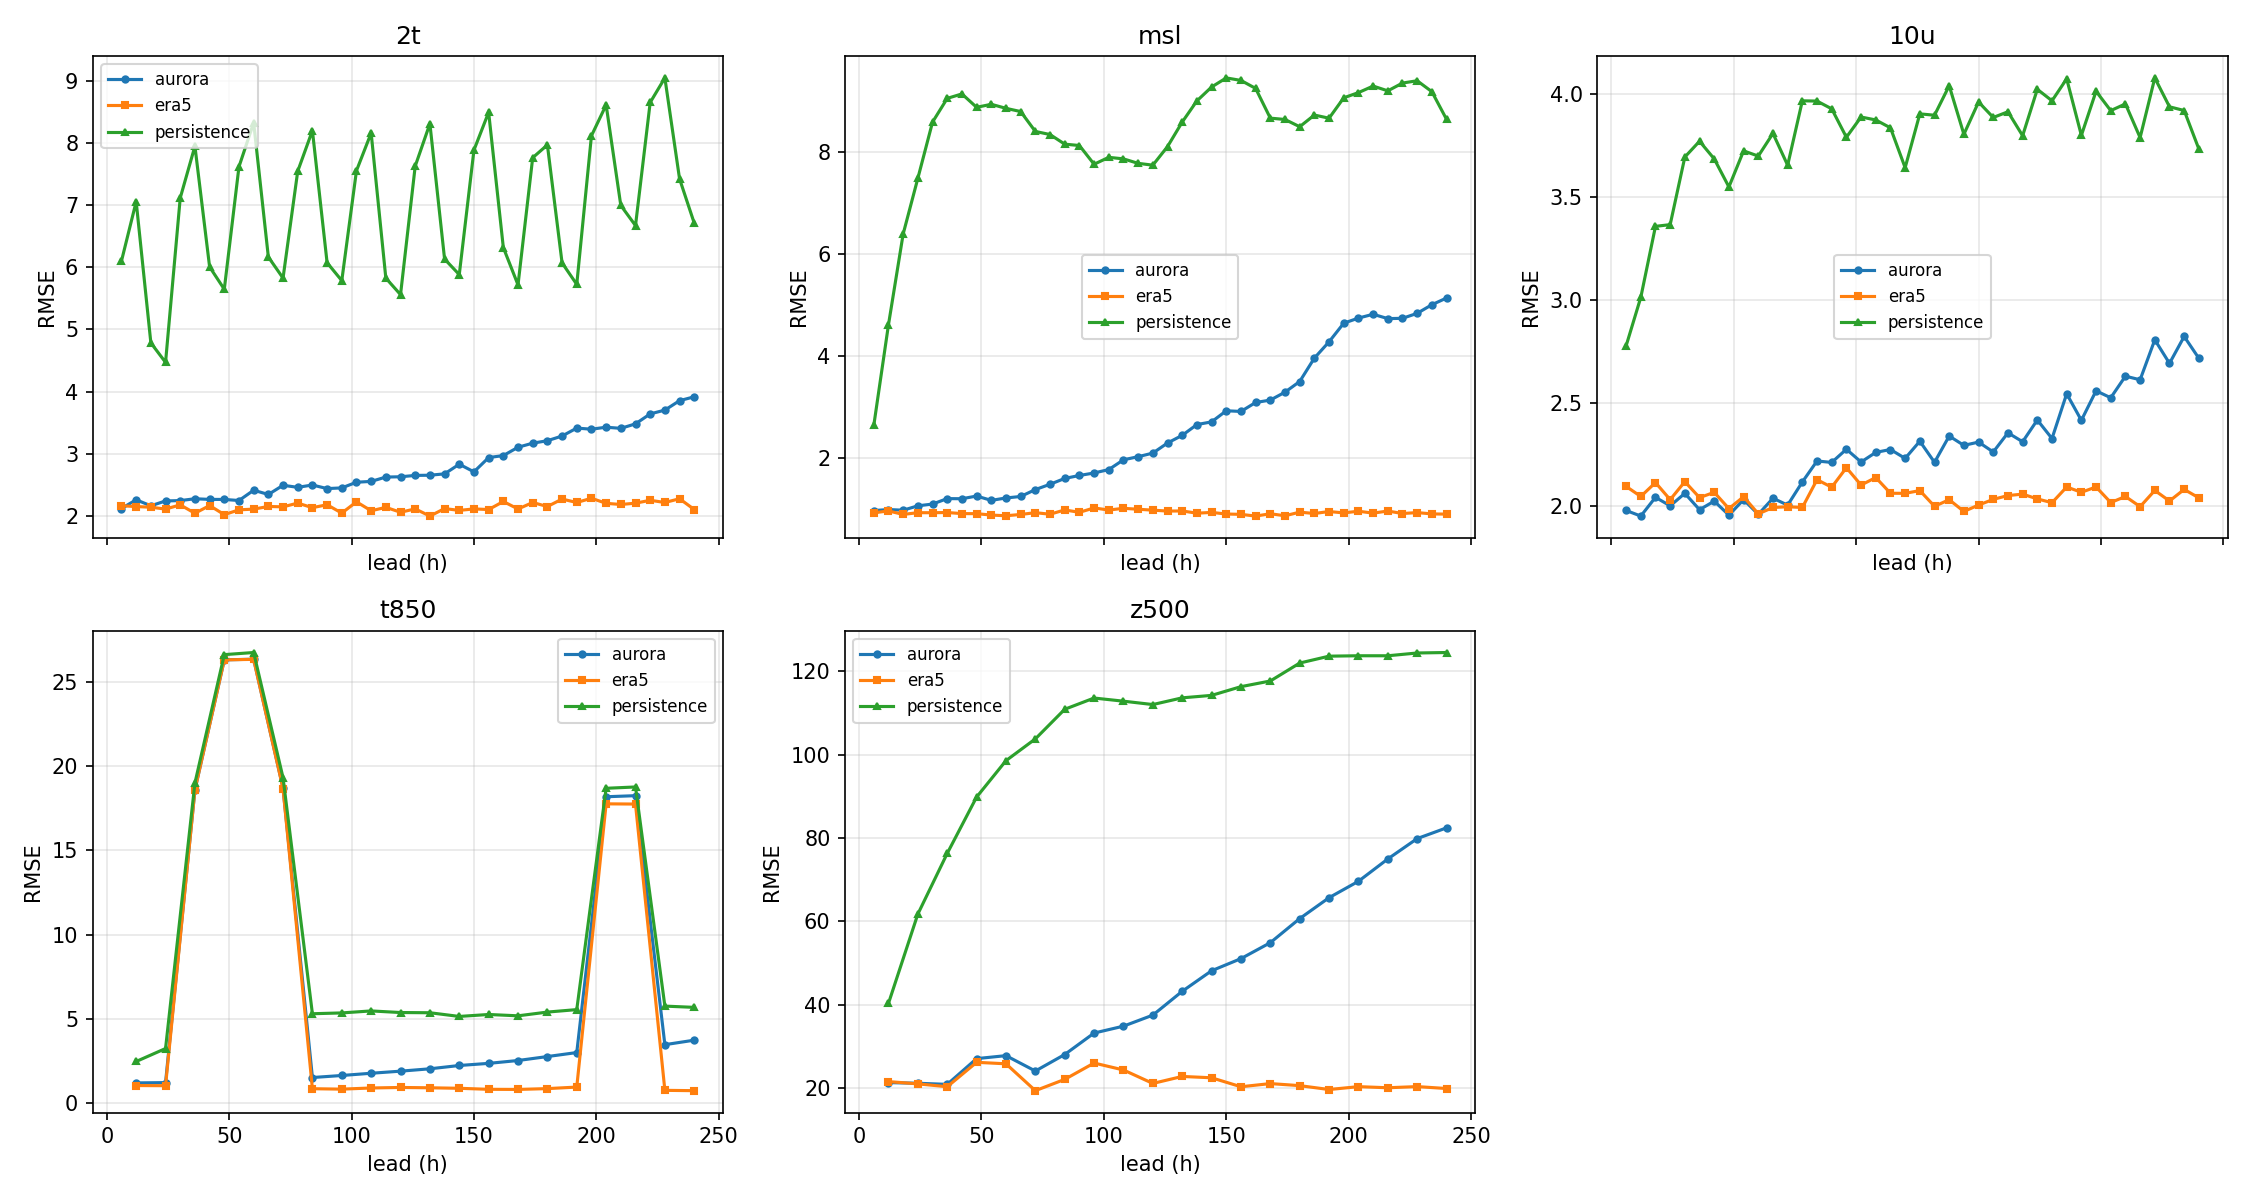 2t
msl
10u
aurora
era5
persistence
aurora
era5
persistence
aurora
era5
persistence
RMSE
9
8
7
6
5
4
3
2
RMSE
8
6
4
2
RMSE
4.0
3.5
3.0
2.5
2.0
lead (h)
lead (h)
lead (h)
t850
z500
aurora
era5
persistence
aurora
era5
persistence
RMSE
25
20
15
10
5
0
RMSE
120
100
80
60
40
20
0 50 100 150 200 250
0 50 100 150 200 250
lead (h)
lead (h)